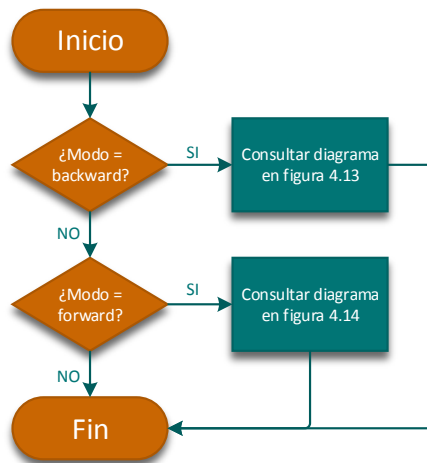 Inicio
¿Modo =
backward?
SI
Consultar diagrama
en figura 4.13
NO
¿Modo =
forward?
SI
Consultar diagrama
en figura 4.14
NO
Fin